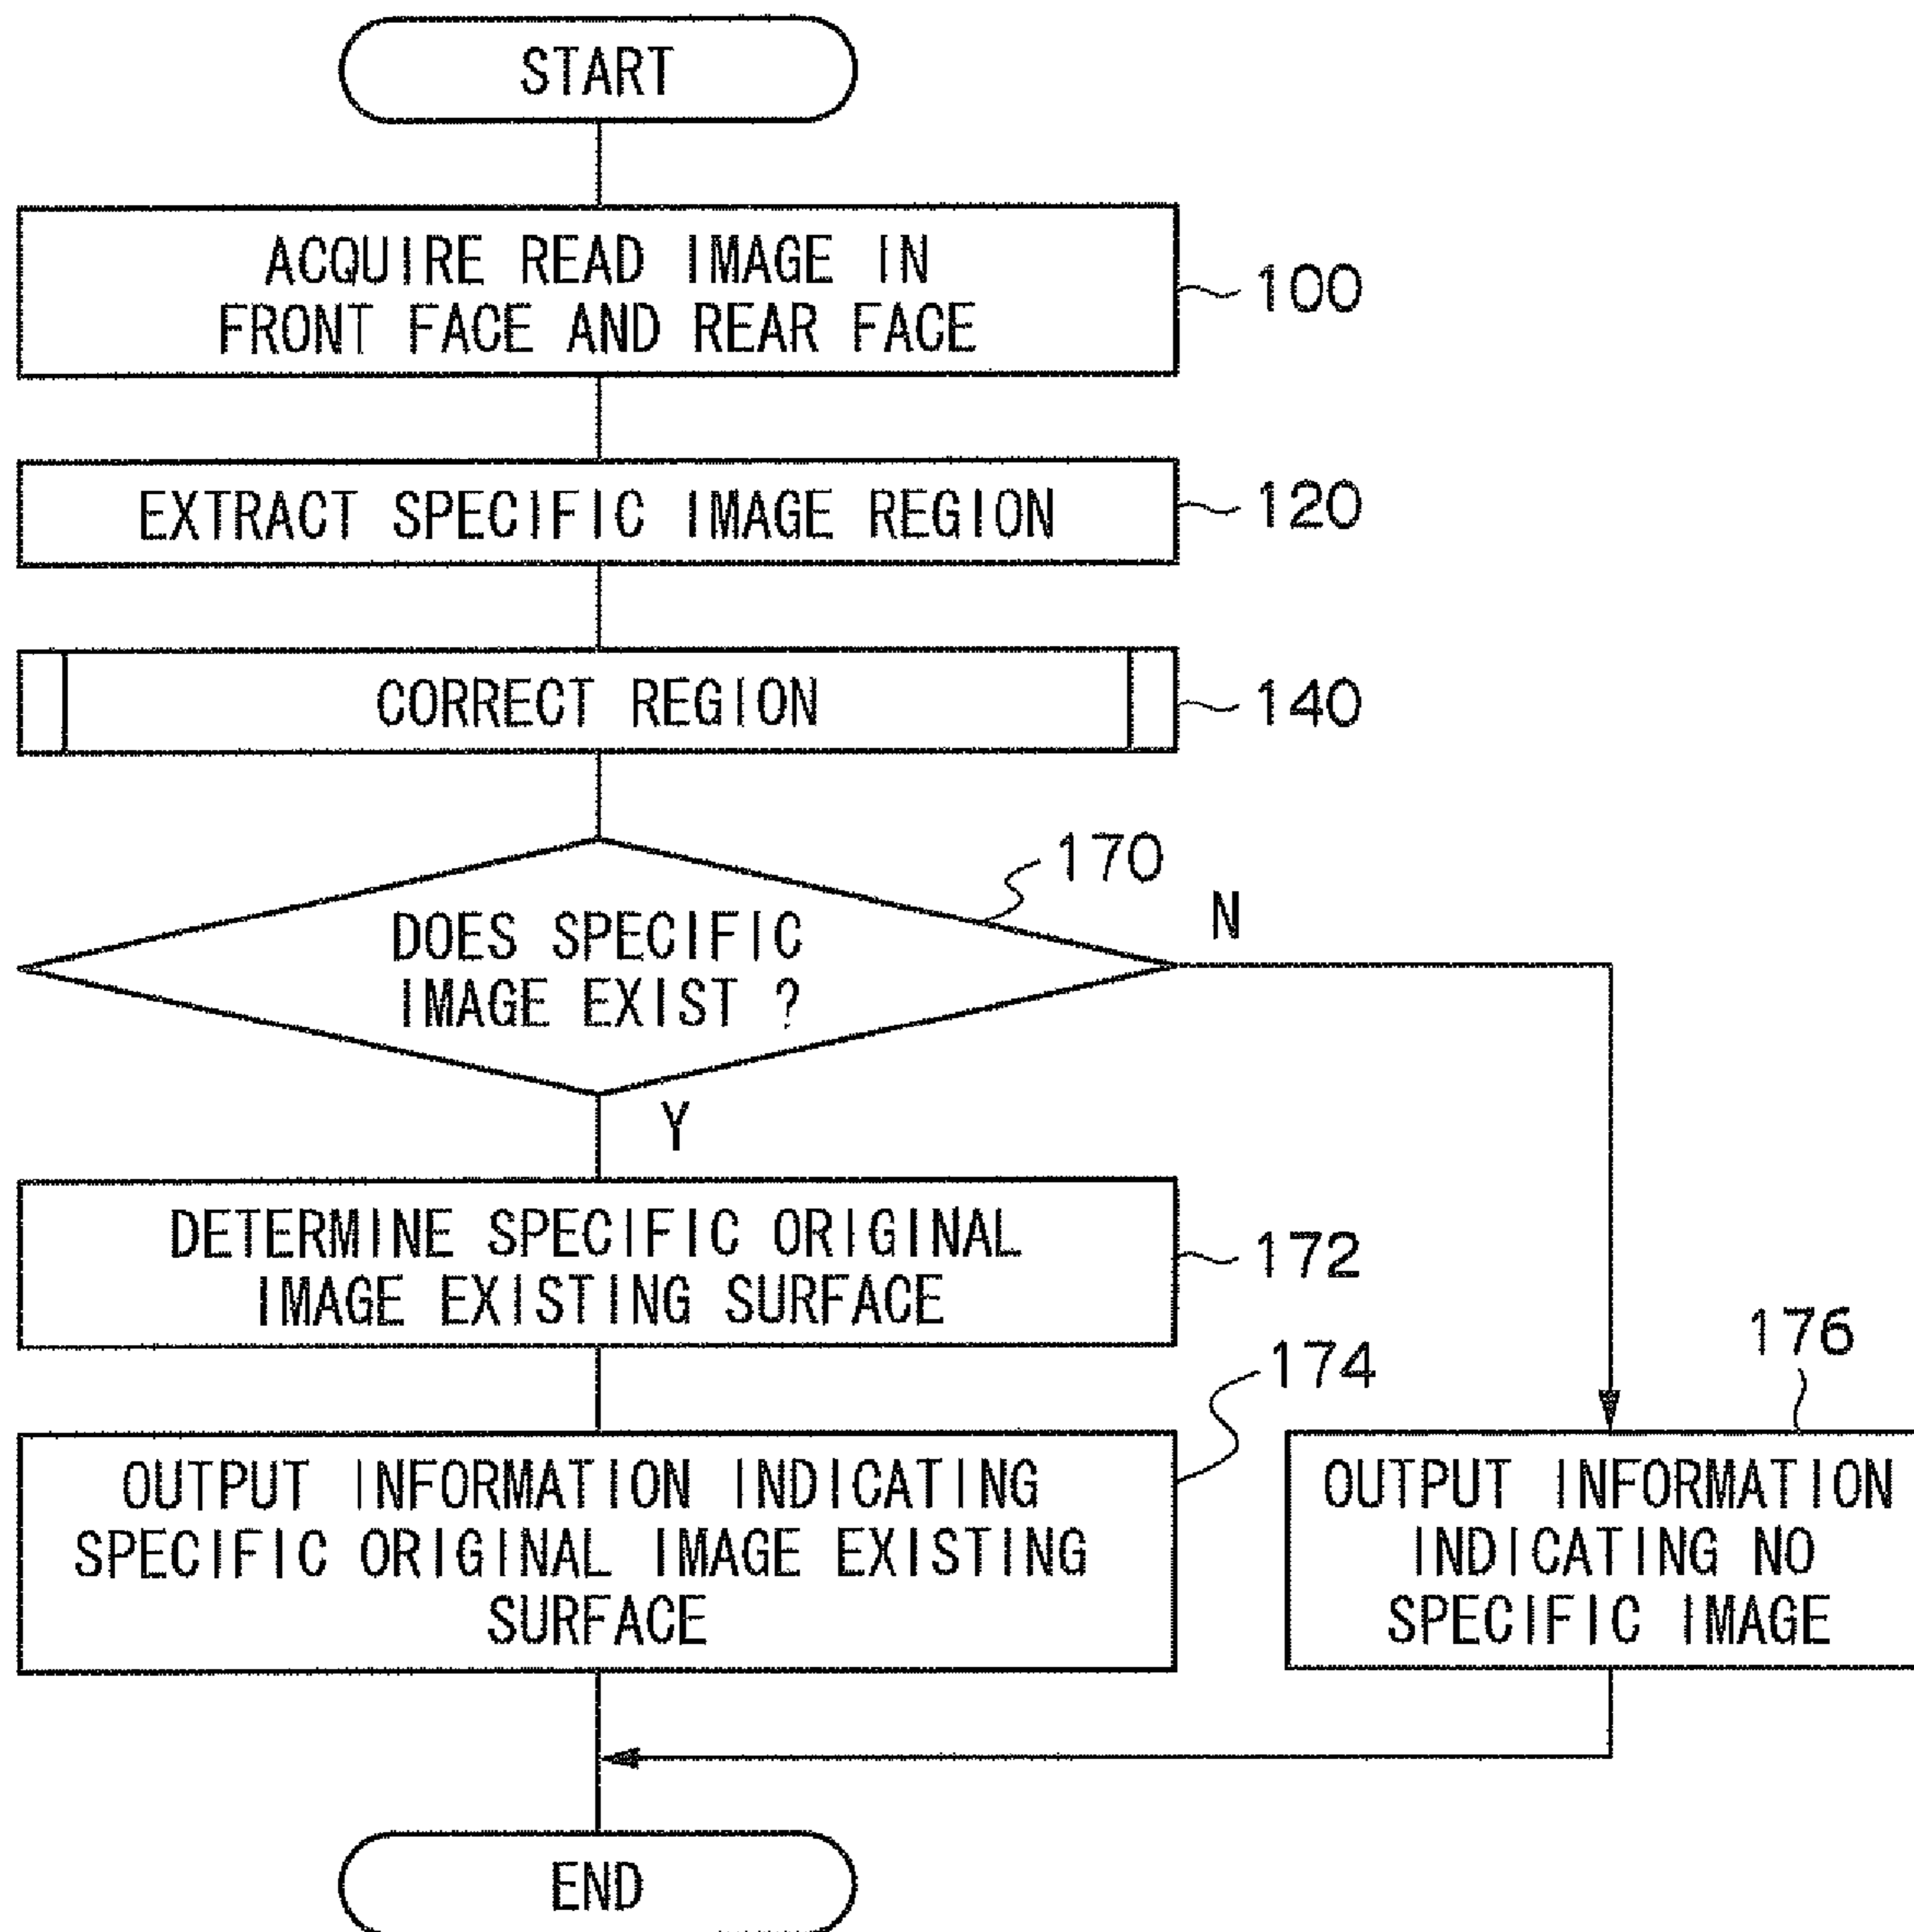 START
ACQUIRE READ IMAGE IN
FRONT FACE AND REAR FACE
100
EXTRACT SPECIFIC IMAGE REGION
120
CORRECT REGION
140
170
DOES SPECIFIC
IMAGE EXIST ?
N
Y
DETERMINE SPECIFIC ORIGINAL
IMAGE EXISTING SURFACE
172
174
OUTPUT INFORMATION INDICATING
SPECIFIC ORIGINAL IMAGE EXISTING
SURFACE
176
OUTPUT INFORMATION
INDICATING NO
SPECIFIC IMAGE
END